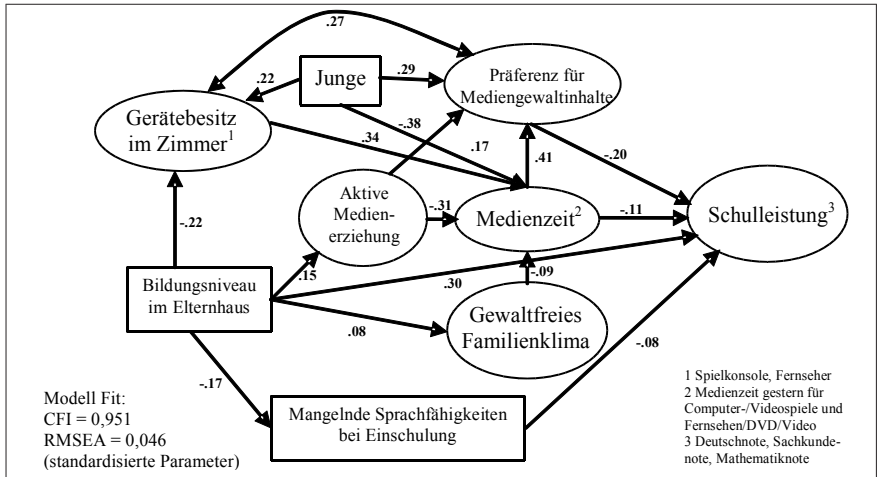 .27
Junge
.22
.29
Präferenz für
Mediengewaltinhalte
Gerätebesitz
im Zimmer1
-.38
.34
.17
.41
-.20
Aktive
Medien-
erziehung
-.31
Medienzeit2
-.11
Schulleistung3
-.22
.15
-.09
.30
Bildungsniveau
im Elternhaus
Gewaltfreies
Familienklima
.08
-.08
-.17
Mangelnde Sprachfähigkeiten
bei Einschulung
Modell Fit:
CFI = 0,951
RMSEA = 0,046
(standardisierte Parameter)
1 Spielkonsole, Fernseher
2 Medienzeit gestern für
Computer-/Videospiele und
Fernsehen/DVD/Video
3 Deutschnote, Sachkunde-
note, Mathematiknote